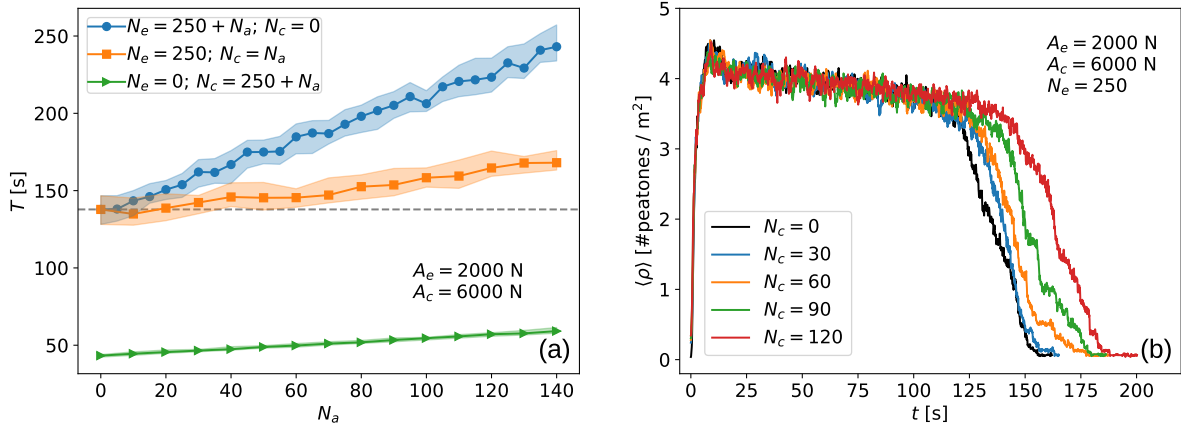 N_e = 250 + N_a; N_c = 0
N_e = 250; N_c = N_a
N_e = 0; N_c = 250 + N_a
250
200
150
100
50
T [s]
A_e = 2000 N
A_c = 6000 N
(a)
0 20 40 60 80 100 120 140
N_a
5
4
3
2
1
0
⟨ρ⟩ [#peatones / m²]
A_e = 2000 N
A_c = 6000 N
N_e = 250
N_c = 0
N_c = 30
N_c = 60
N_c = 90
N_c = 120
(b)
0 25 50 75 100 125 150 175 200
t [s]